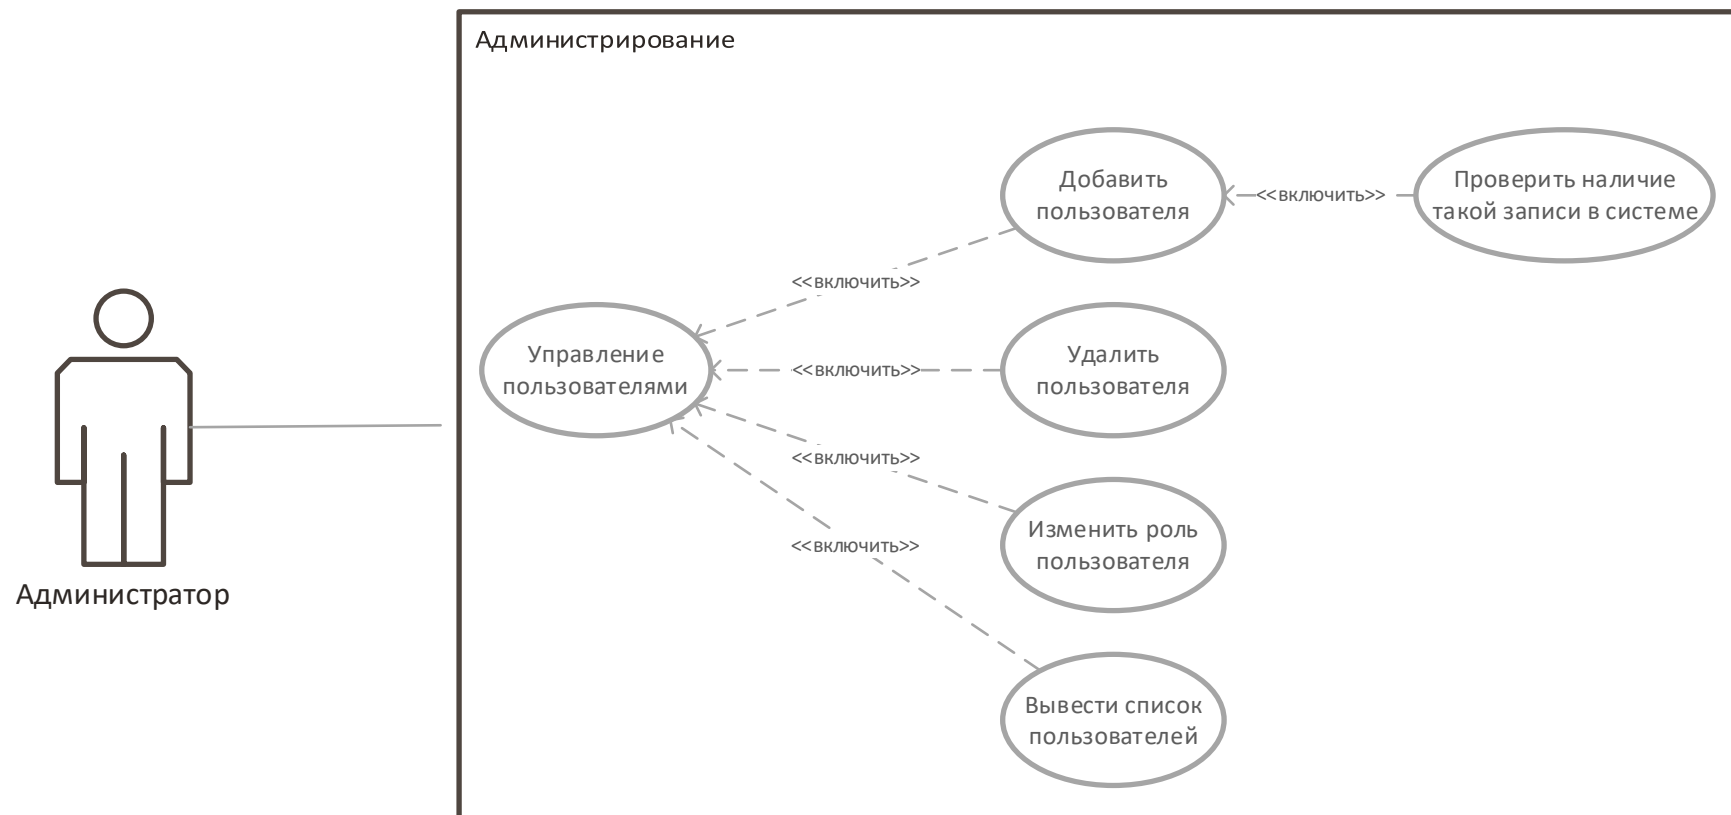 Администрирование
Добавить
пользователя
<<включить>>
Проверить наличие
такой записи в системе
<<включить>>
Управление
пользователями
<<включить>>
Удалить
пользователя
<<включить>>
Изменить роль
пользователя
<<включить>>
Администратор
Вывести список
пользователей